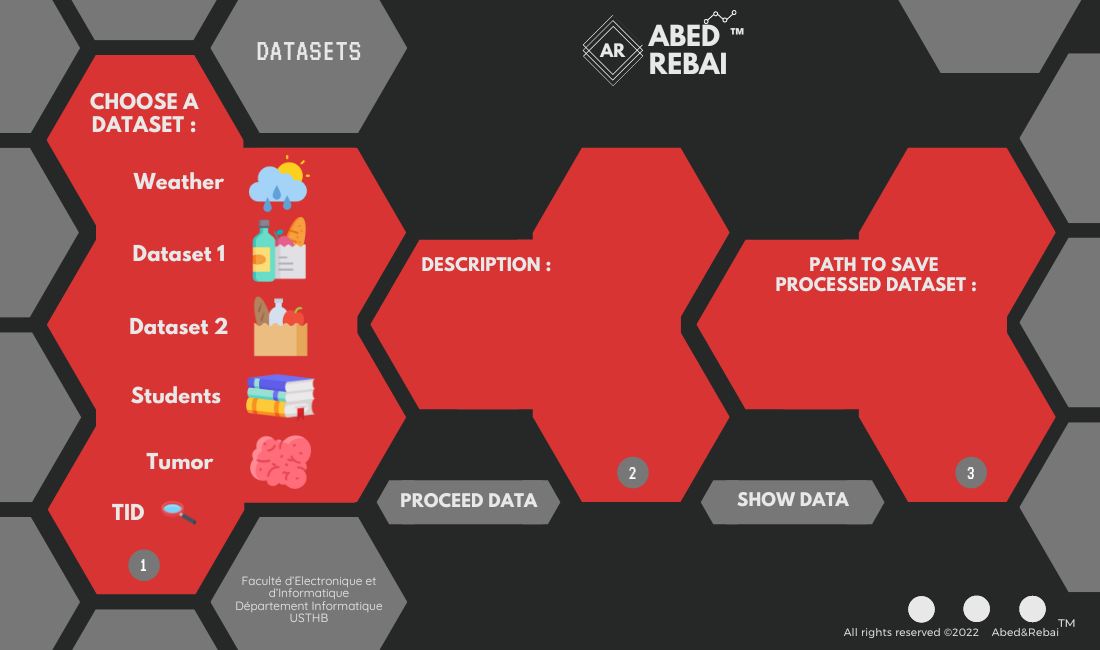 DATASETS
AR
ABED ™
REBAI
CHOOSE A
DATASET :
Weather
Dataset 1
Dataset 2
Students
Tumor
TID
1
DESCRIPTION :
2
PROCEED DATA
PATH TO SAVE
PROCESSED DATASET :
3
SHOW DATA
Faculté d'Electronique et
d'Informatique
Département Informatique
USTHB
All rights reserved ©2022 Abed&Rebai TM